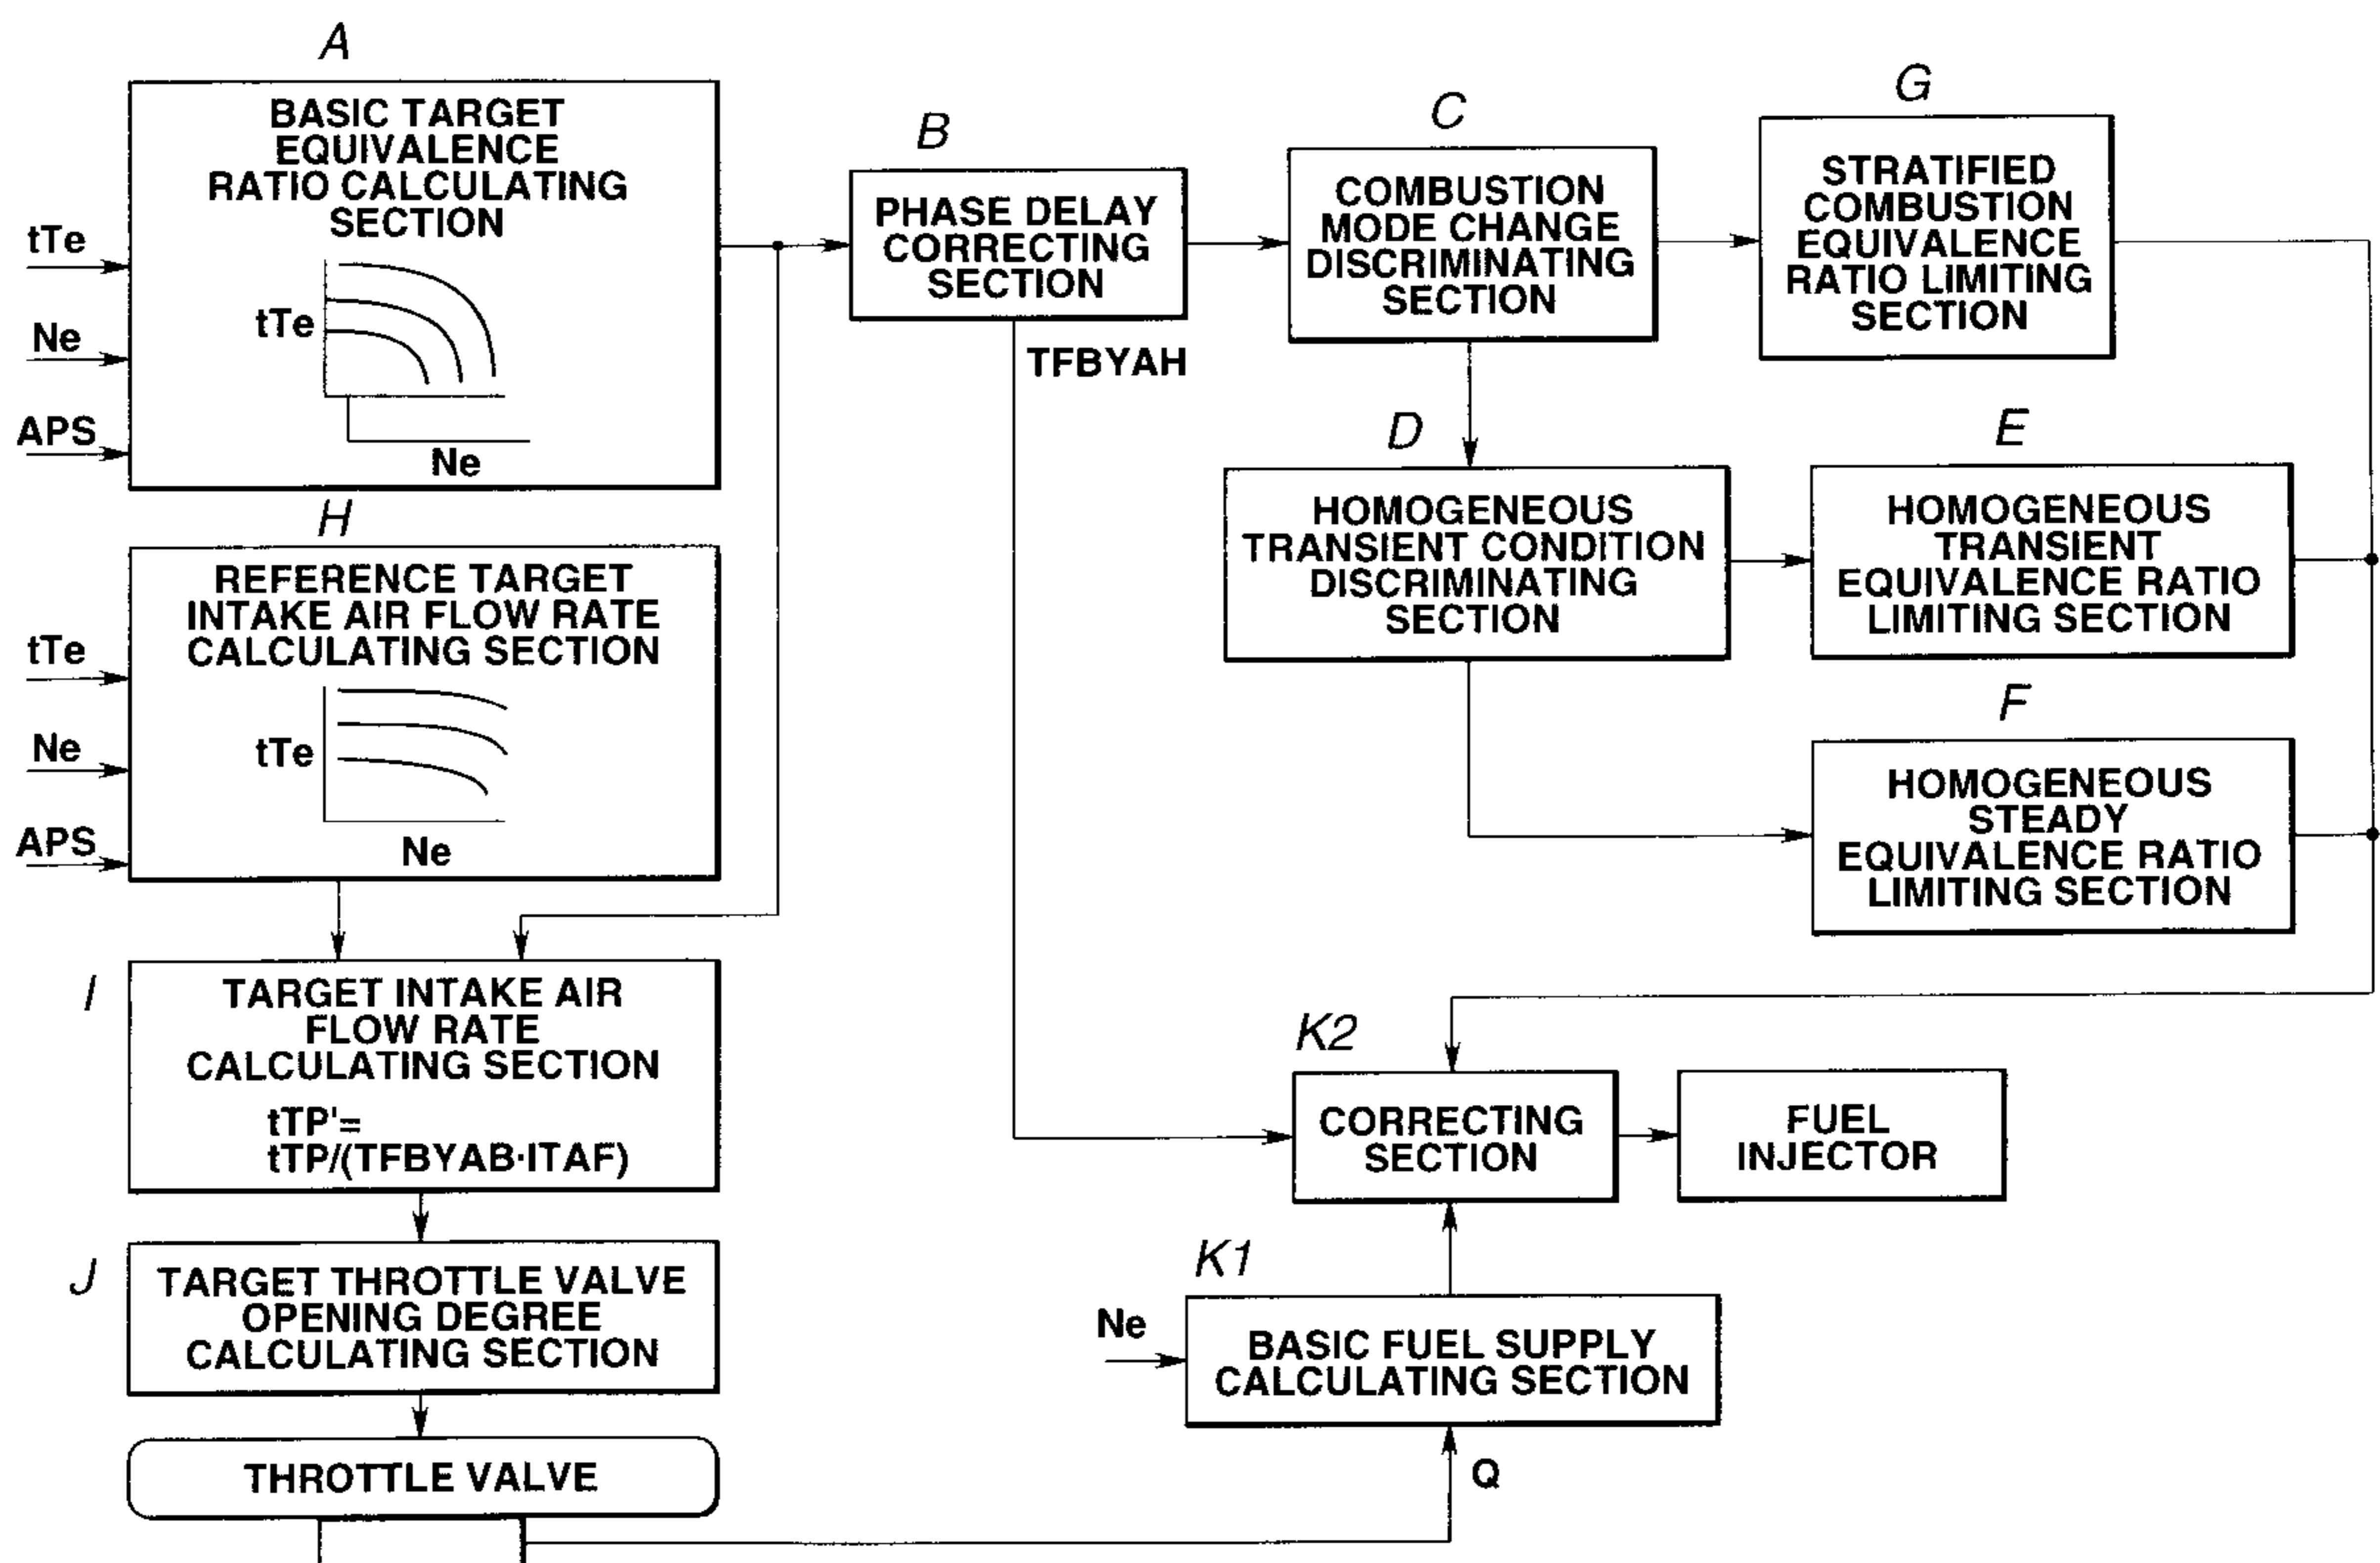 A
BASIC TARGET
EQUIVALENCE
RATIO CALCULATING
SECTION
tTe
Ne
APS
tTe
Ne
H
REFERENCE TARGET
INTAKE AIR FLOW RATE
CALCULATING SECTION
tTe
Ne
APS
tTe
Ne
I
TARGET INTAKE AIR
FLOW RATE
CALCULATING SECTION
tTP'=
tTP/(TFBYAB·ITAF)
J
TARGET THROTTLE VALVE
OPENING DEGREE
CALCULATING SECTION
THROTTLE VALVE
B
PHASE DELAY
CORRECTING
SECTION
TFBYAH
C
COMBUSTION
MODE CHANGE
DISCRIMINATING
SECTION
G
STRATIFIED
COMBUSTION
EQUIVALENCE
RATIO LIMITING
SECTION
D
HOMOGENEOUS
TRANSIENT CONDITION
DISCRIMINATING
SECTION
E
HOMOGENEOUS
TRANSIENT
EQUIVALENCE RATIO
LIMITING SECTION
F
HOMOGENEOUS
STEADY
EQUIVALENCE RATIO
LIMITING SECTION
K2
CORRECTING
SECTION
FUEL
INJECTOR
K1
Ne
BASIC FUEL SUPPLY
CALCULATING SECTION
Q